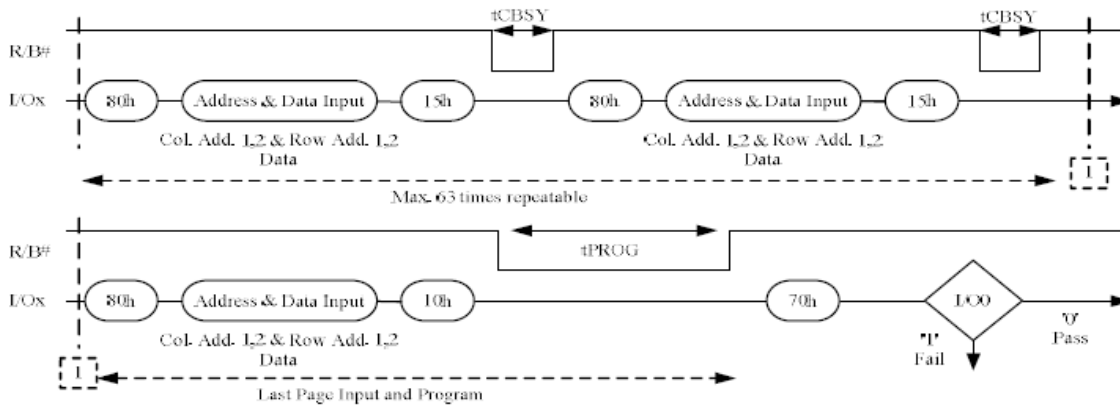 tCBSY tCBSY
R/B#
I/Ox 80h Address & Data Input 15h 80h Address & Data Input 15h
Col. Add. 1,2 & Row Add. 1,2 Col. Add. 1,2 & Row Add. 1,2
Data Data
1
Max. 63 times repeatable
R/B#
tPROG
I/Ox 80h Address & Data Input 10h 70h I/O0
Col. Add. 1,2 & Row Add. 1,2 "1" '0'
Data Fail Pass
1
Last Page Input and Program